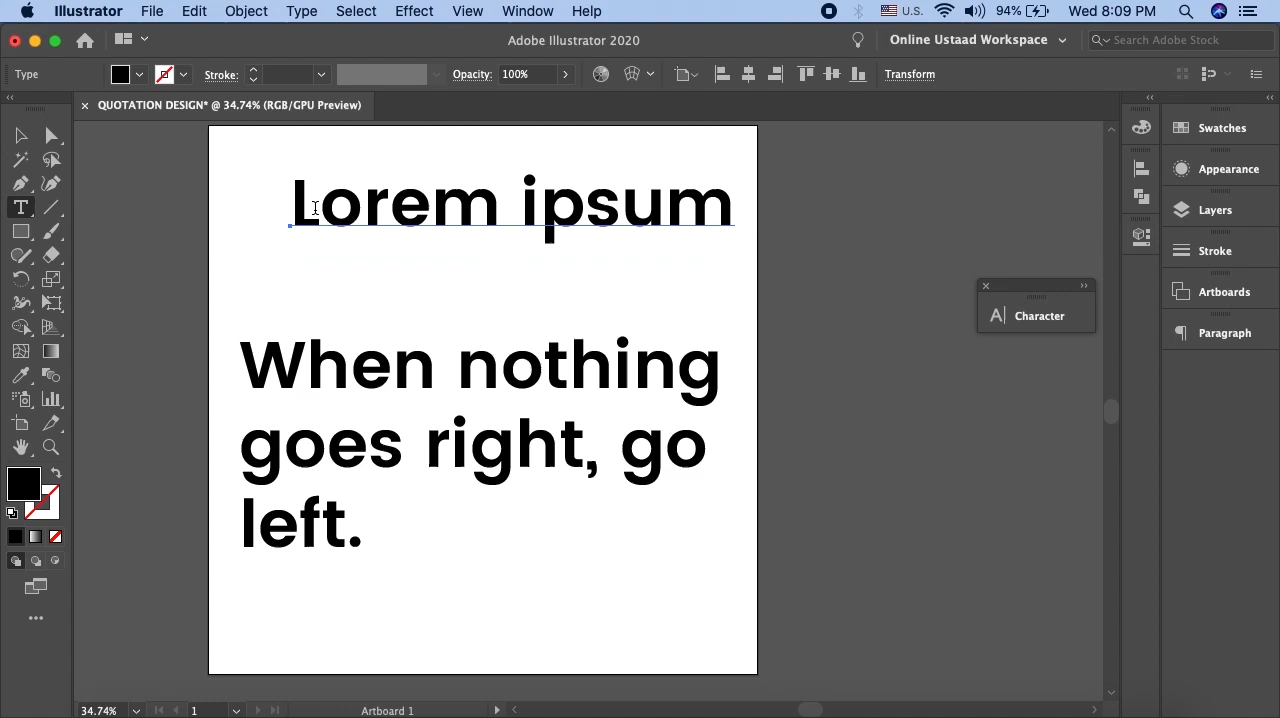 Illustrator File Edit Object Type Select Effect View Window Help U.S. 94% Wed 8:09 PM
Adobe Illustrator 2020 Online Ustaad Workspace Search Adobe Stock
Type Stroke: Opacity: 100% Transform
QUOTATION DESIGN* @ 34.74% (RGB/GPU Preview)
Swatches
Appearance
Layers
Stroke
Artboards
Paragraph
Character
Lorem ipsum
When nothing
goes right, go
left.
34.74% 1 Artboard 1